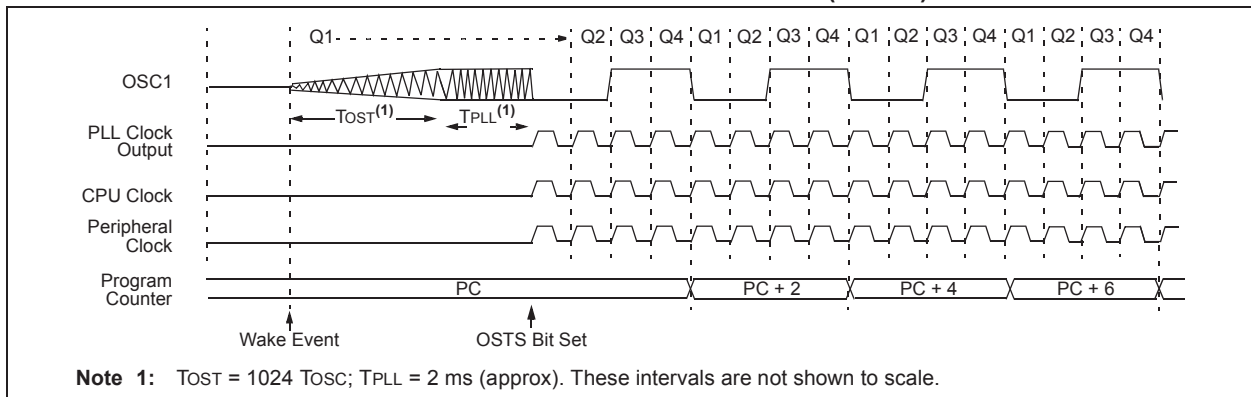 Q1 Q2 Q3 Q4 Q1 Q2 Q3 Q4 Q1 Q2 Q3 Q4 Q1 Q2 Q3 Q4
OSC1
TOST(1) TPLL(1)
PLL Clock
Output
CPU Clock
Peripheral
Clock
Program
Counter
PC PC + 2 PC + 4 PC + 6
Wake Event OSTS Bit Set
Note 1: TOST = 1024 TOSC; TPLL = 2 ms (approx). These intervals are not shown to scale.